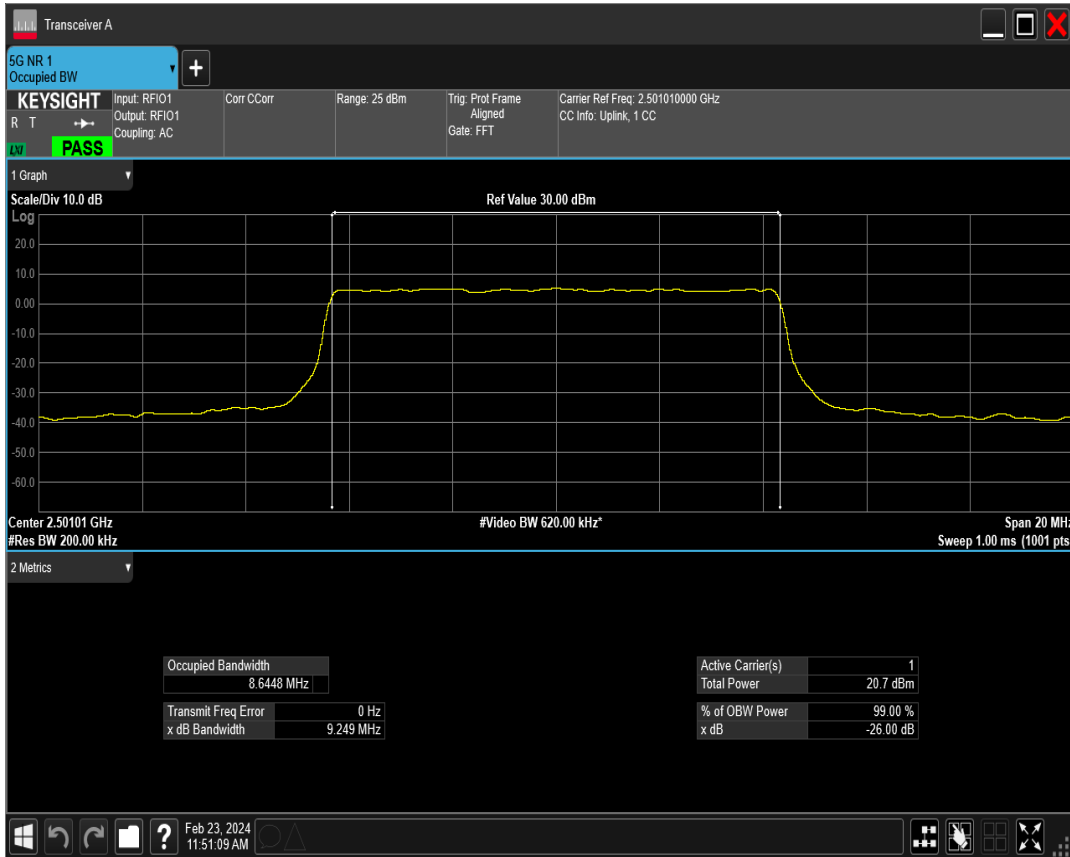 Transceiver A
5G NR 1
Occupied BW
+
KEYSIGHT
R T
LXI
PASS
Input: RFIO1
Output: RFIO1
Coupling: AC
Corr CCorr
Range: 25 dBm
Trig: Prot Frame
Aligned
Gate: FFT
Carrier Ref Freq: 2.501010000 GHz
CC Info: Uplink, 1 CC
1 Graph
Scale/Div 10.0 dB
Ref Value 30.00 dBm
Log
20.0
10.0
0.00
-10.0
-20.0
-30.0
-40.0
-50.0
-60.0
Center 2.50101 GHz
#Video BW 620.00 kHz*
Span 20 MHz
#Res BW 200.00 kHz
Sweep 1.00 ms (1001 pts
2 Metrics
Occupied Bandwidth
8.6448 MHz
Transmit Freq Error 0 Hz
x dB Bandwidth 9.249 MHz
Active Carrier(s) 1
Total Power 20.7 dBm
% of OBW Power 99.00 %
x dB -26.00 dB
?
Feb 23, 2024
11:51:09 AM